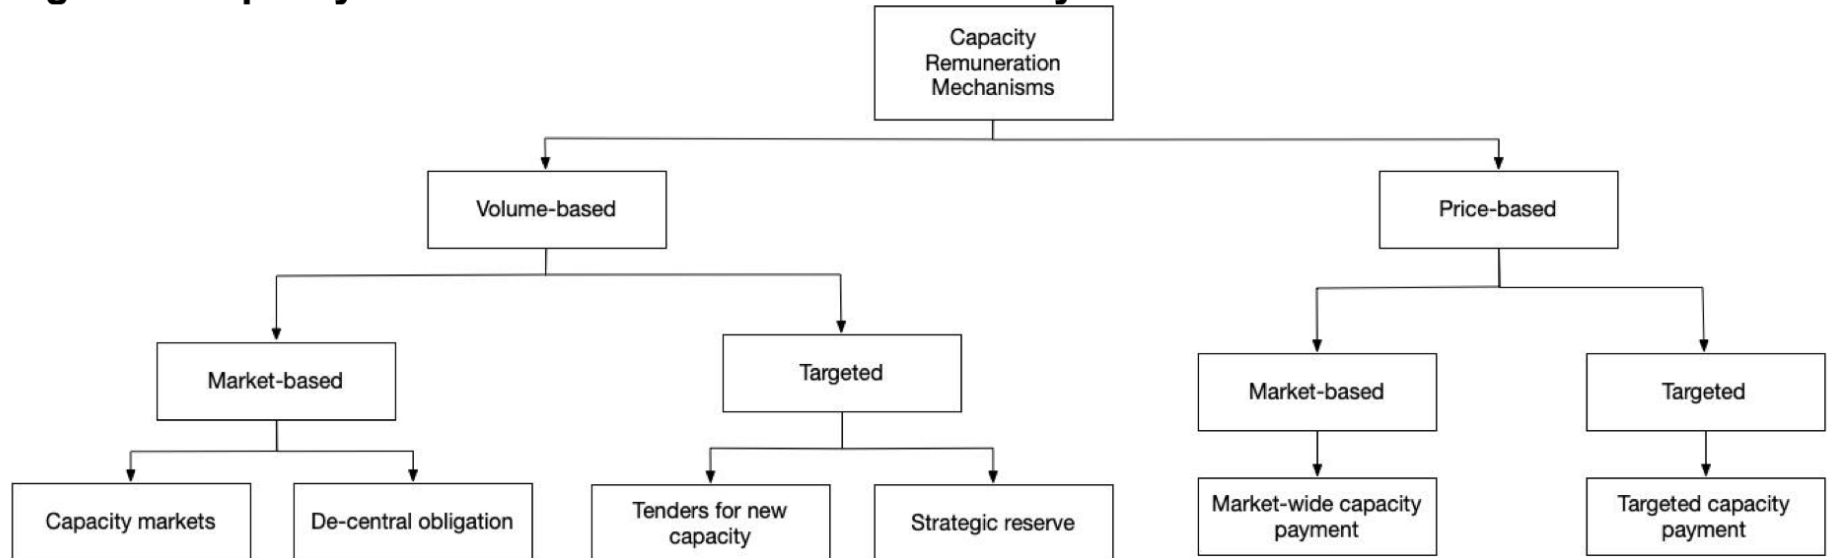 Capacity
Remuneration
Mechanisms
Volume-based
Price-based
Market-based
Targeted
Market-based
Targeted
Capacity markets
De-central obligation
Tenders for new
capacity
Strategic reserve
Market-wide capacity
payment
Targeted capacity
payment